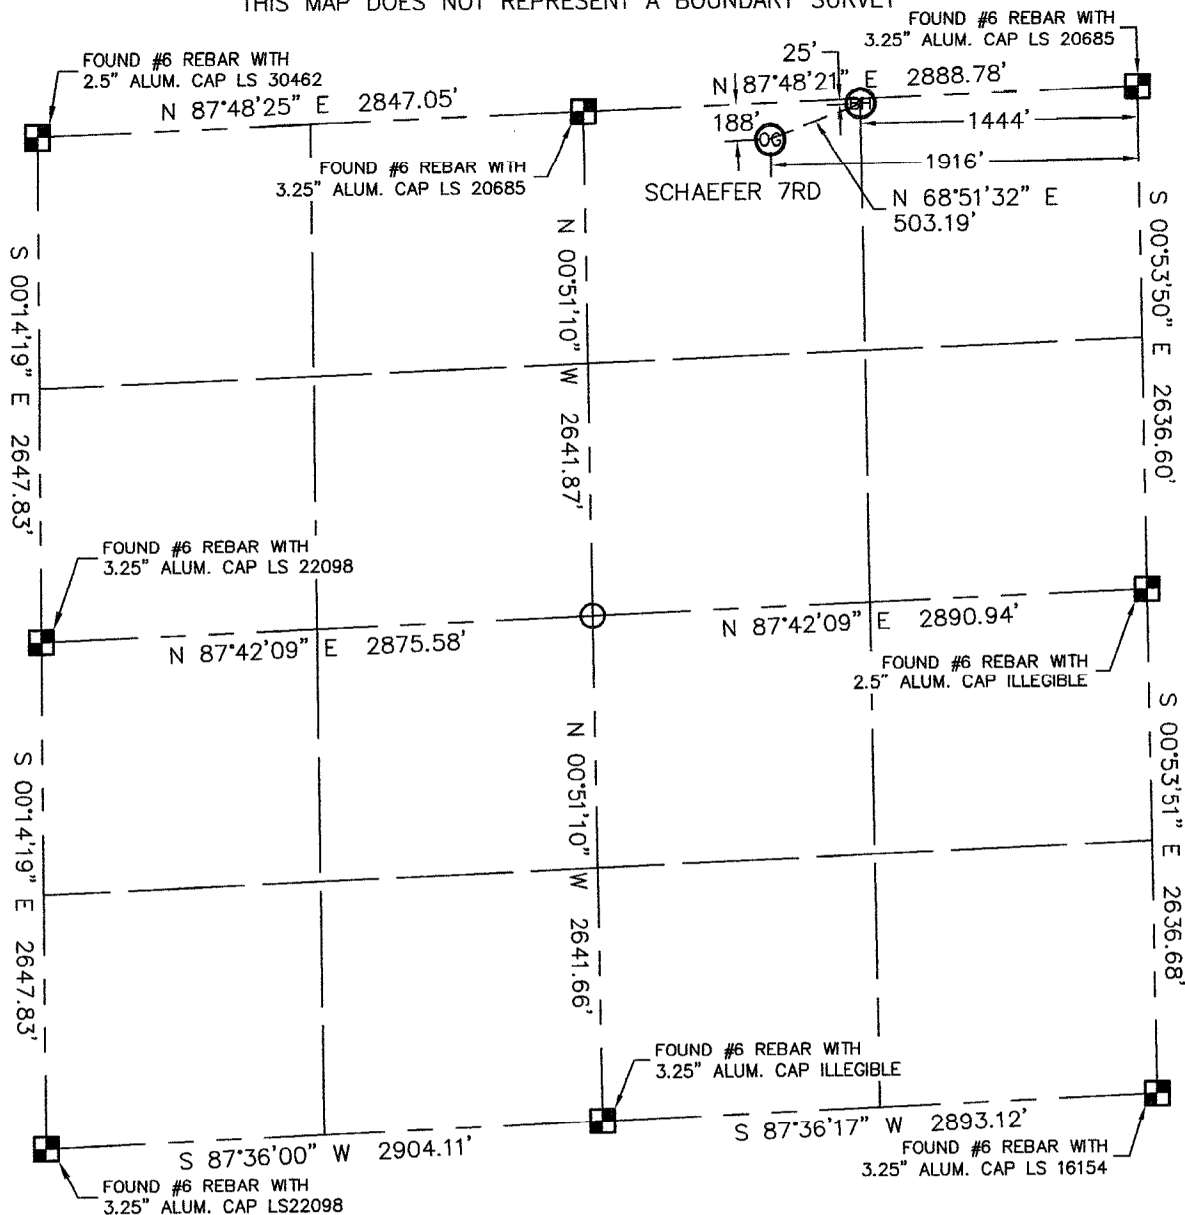 THIS MAP DOES NOT REPRESENT A BOUNDARY SURVEY
FOUND #6 REBAR WITH
3.25" ALUM. CAP LS 20685
FOUND #6 REBAR WITH
2.5" ALUM. CAP LS 30462
25'
N 87°48'21" E 2888.78'
N 87°48'25" E 2847.05'
BH
188'
1444'
OG
1916'
FOUND #6 REBAR WITH
3.25" ALUM. CAP LS 20685
SCHAEFER 7RD
N 68°51'32" E
503.19'
S 00°14'19" E 2647.83'
N 00°51'10" W 2641.87'
S 00°53'50" E 2636.60'
FOUND #6 REBAR WITH
3.25" ALUM. CAP LS 22098
N 87°42'09" E 2875.58'
N 87°42'09" E 2890.94'
FOUND #6 REBAR WITH
2.5" ALUM. CAP ILLEGIBLE
S 00°14'19" E 2647.83'
N 00°51'10" W 2641.66'
S 00°53'51" E 2636.68'
FOUND #6 REBAR WITH
3.25" ALUM. CAP ILLEGIBLE
S 87°36'00" W 2904.11'
S 87°36'17" W 2893.12'
FOUND #6 REBAR WITH
3.25" ALUM. CAP LS 16154
FOUND #6 REBAR WITH
3.25" ALUM. CAP LS22098